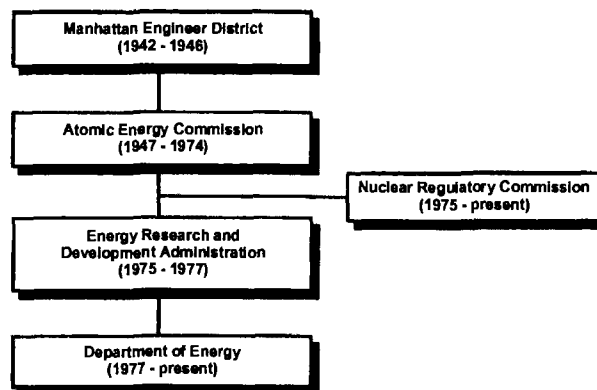 Manhattan Engineer District
(1942 - 1946)
Atomic Energy Commission
(1947 - 1974)
Nuclear Regulatory Commission
(1975 - present)
Energy Research and
Development Administration
(1975 - 1977)
Department of Energy
(1977 - present)